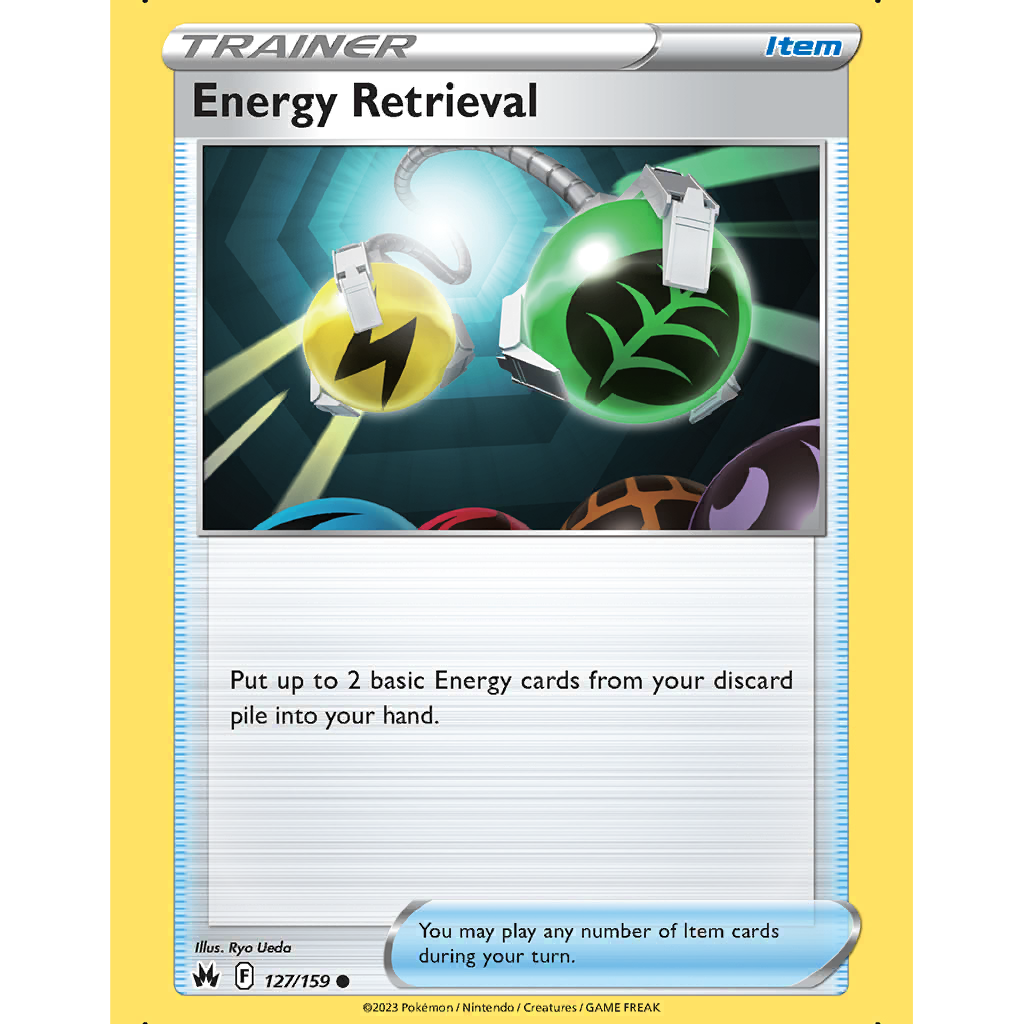 TRAINER
Item
Energy Retrieval
Put up to 2 basic Energy cards from your discard
pile into your hand.
You may play any number of Item cards
during your turn.
Illus. Ryo Ueda
F 127/159
©2023 Pokémon / Nintendo / Creatures / GAME FREAK